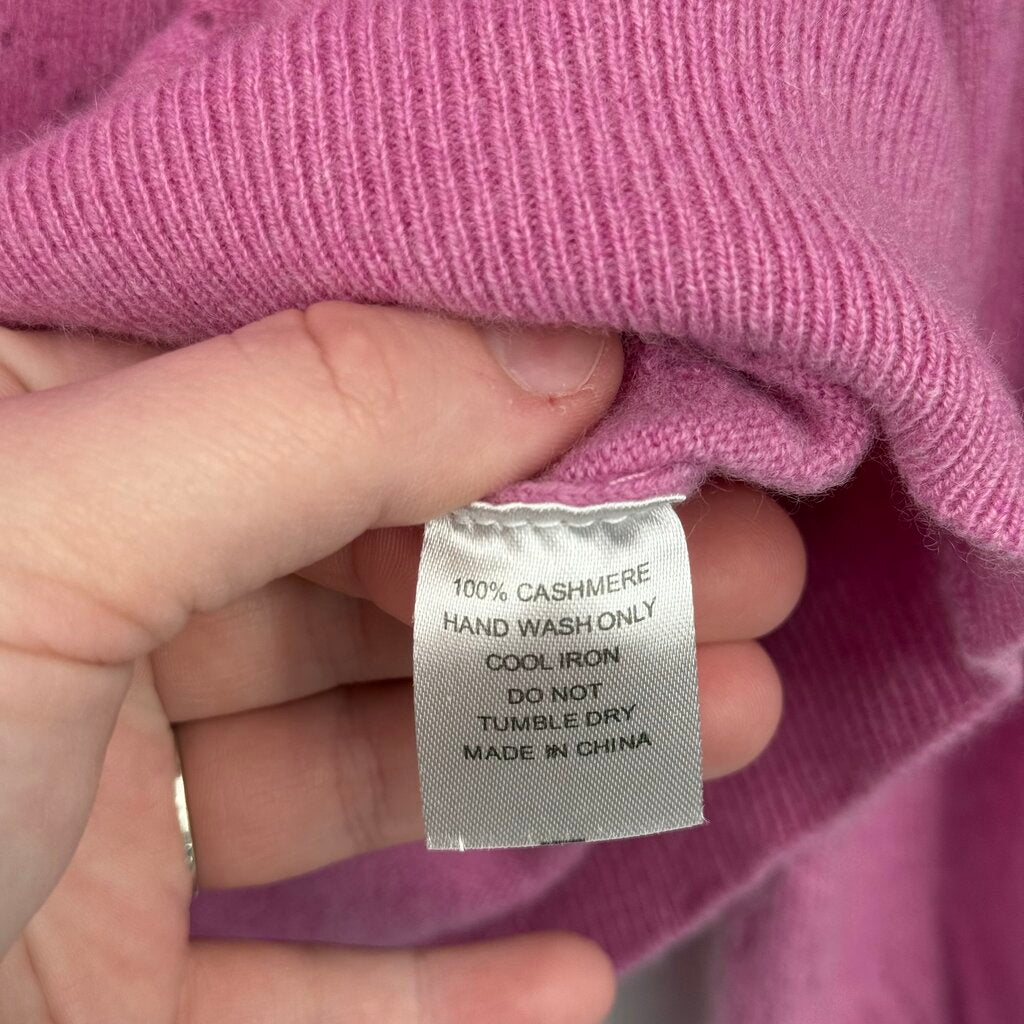 100% CASHMERE
HAND WASH ONLY
COOL IRON
DO NOT
TUMBLE DRY
MADE IN CHINA